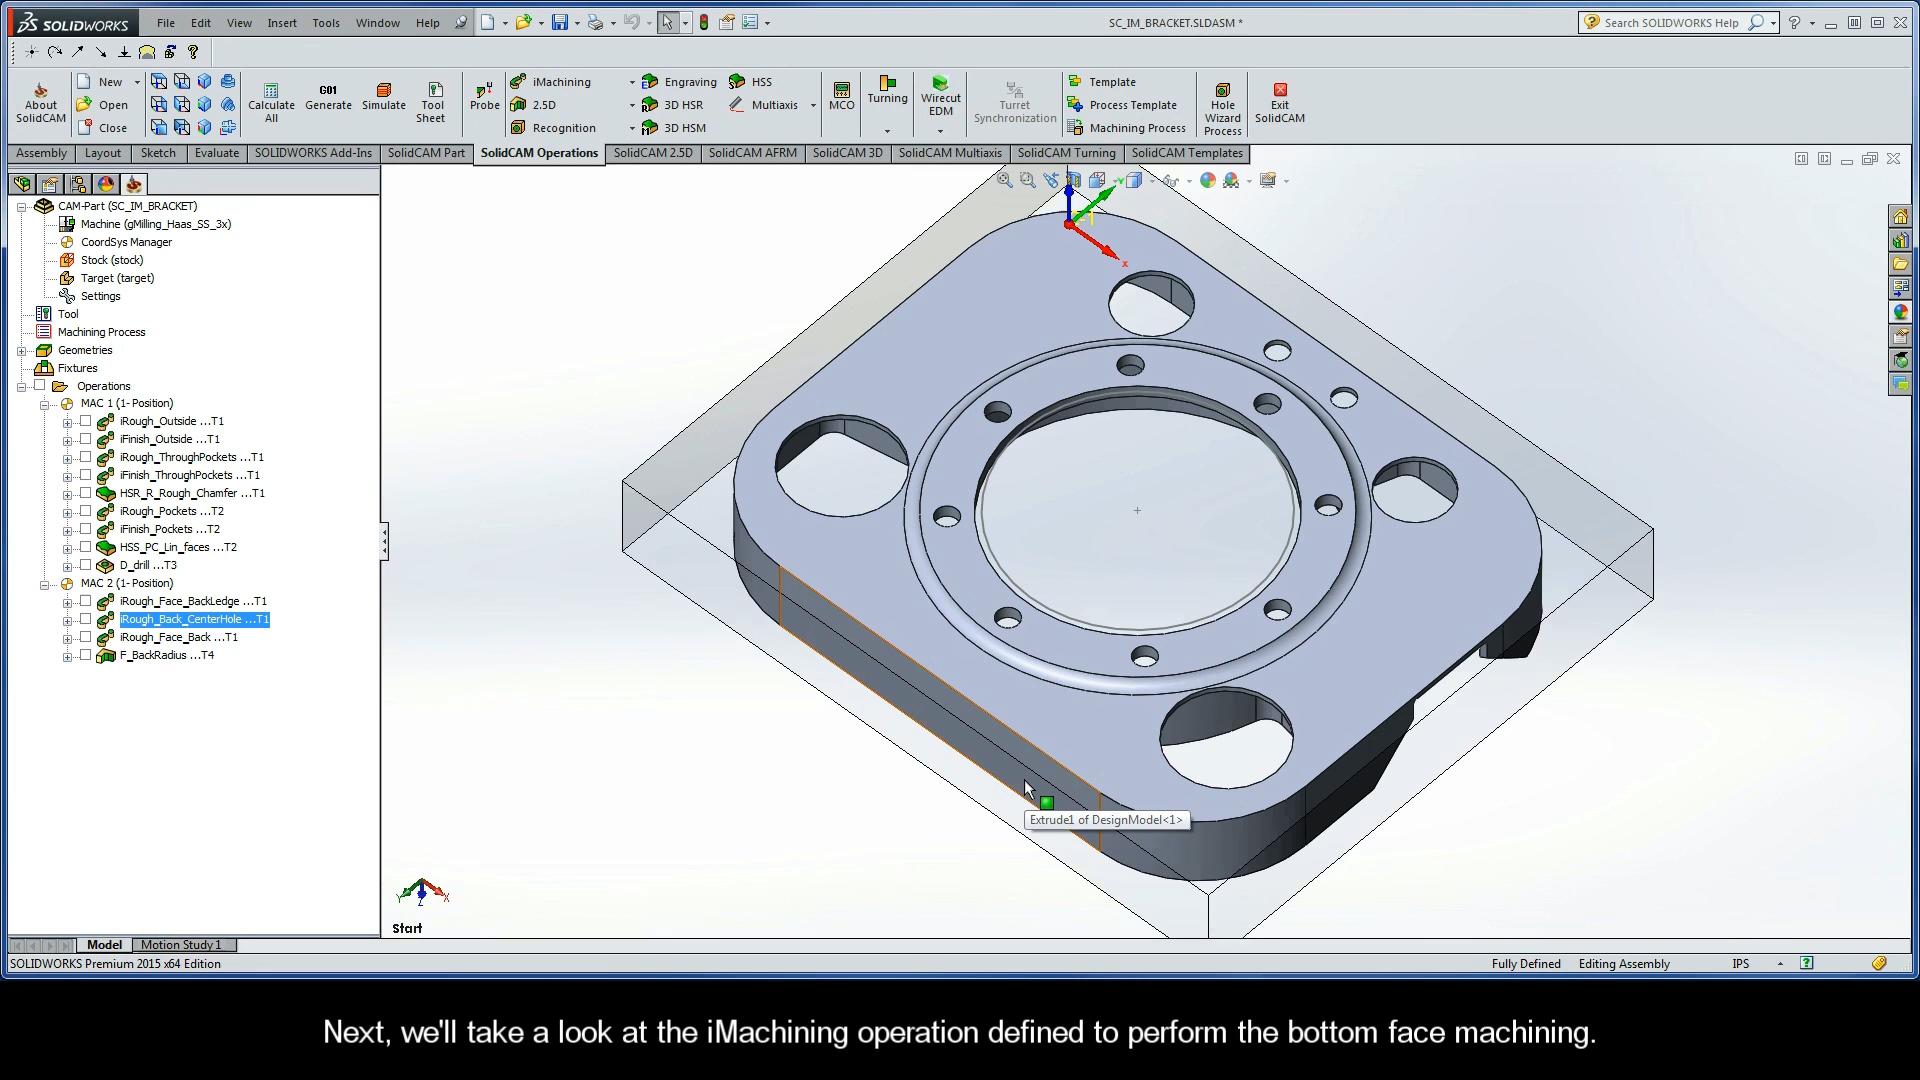 SOLIDWORKS File Edit View Insert Tools Window Help SC_IM_BRACKET.SLDASM * Search SOLIDWORKS Help
About SolidCAM
New
Open
Close
Calculate All
G01
Generate
Simulate
Tool Sheet
Probe
iMachining
2.5D
Recognition
Engraving
3D HSR
3D HSM
HSS
Multiaxis
MCO
Turning
Wirecut EDM
Turret Synchronization
Template
Process Template
Machining Process
Hole Wizard Process
Exit SolidCAM
Assembly Layout Sketch Evaluate SOLIDWORKS Add-Ins SolidCAM Part SolidCAM Operations SolidCAM 2.5D SolidCAM AFRM SolidCAM 3D SolidCAM Multiaxis SolidCAM Turning SolidCAM Templates
CAM-Part (SC_IM_BRACKET)
Machine (gMilling_Haas_SS_3x)
CoordSys Manager
Stock (stock)
Target (target)
Settings
Tool
Machining Process
Geometries
Fixtures
Operations
MAC 1 (1- Position)
iRough_Outside ...T1
iFinish_Outside ...T1
iRough_ThroughPockets ...T1
iFinish_ThroughPockets ...T1
HSR_R_Rough_Chamfer ...T1
iRough_Pockets ...T2
iFinish_Pockets ...T2
HSS_PC_Lin_faces ...T2
D_drill ...T3
MAC 2 (1- Position)
iRough_Face_BackLedge ...T1
iRough_Back_CenterHole ...T1
iRough_Face_Back ...T1
F_BackRadius ...T4
x
Extrude1 of DesignModel<1>
Y X
Z
Start
Model Motion Study 1
SOLIDWORKS Premium 2015 x64 Edition Fully Defined Editing Assembly IPS
Next, we'll take a look at the iMachining operation defined to perform the bottom face machining.